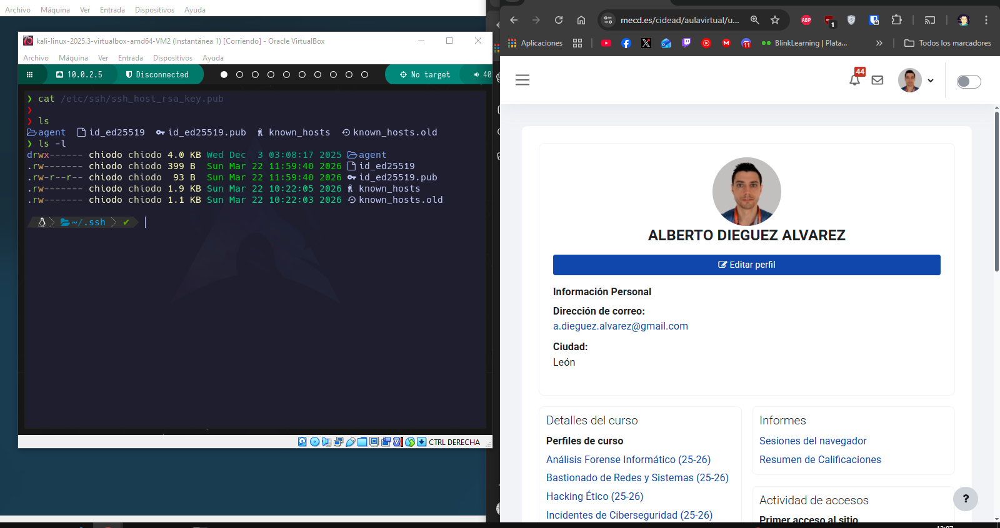 Archivo Máquina Ver Entrada Dispositivos Ayuda
kali-linux-2025.3-virtualbox-amd64-VM2 (Instantánea 1) [Corriendo] - Oracle VirtualBox
Archivo Máquina Ver Entrada Dispositivos Ayuda
10.0.2.5 Disconnected No target 40
❯ cat /etc/ssh/ssh_host_rsa_key.pub
❯
❯ ls
agent id_ed25519 id_ed25519.pub known_hosts known_hosts.old
❯ ls -l
drwx------ chiodo chiodo 4.0 KB Wed Dec 3 03:08:17 2025 agent
.rw------- chiodo chiodo 399 B Sun Mar 22 11:59:40 2026 id_ed25519
.rw-r--r-- chiodo chiodo 93 B Sun Mar 22 11:59:40 2026 id_ed25519.pub
.rw------- chiodo chiodo 1.9 KB Sun Mar 22 10:22:05 2026 known_hosts
.rw------- chiodo chiodo 1.1 KB Sun Mar 22 10:22:03 2026 known_hosts.old
~/.ssh ✔
CTRL DERECHA
mecd.es/cidead/aulavirtual/u...
ABP 1
Aplicaciones 11 BlinkLearning | Plata... » Todos los marcadores
44
ALBERTO DIEGUEZ ALVAREZ
Editar perfil
Información Personal
Dirección de correo:
a.dieguez.alvarez@gmail.com
Ciudad:
León
Detalles del curso
Perfiles de curso
Análisis Forense Informático (25-26)
Bastionado de Redes y Sistemas (25-26)
Hacking Ético (25-26)
Incidentes de Ciberseguridad (25-26)
Informes
Sesiones del navegador
Resumen de Calificaciones
Actividad de accesos
Primer acceso al sitio
?